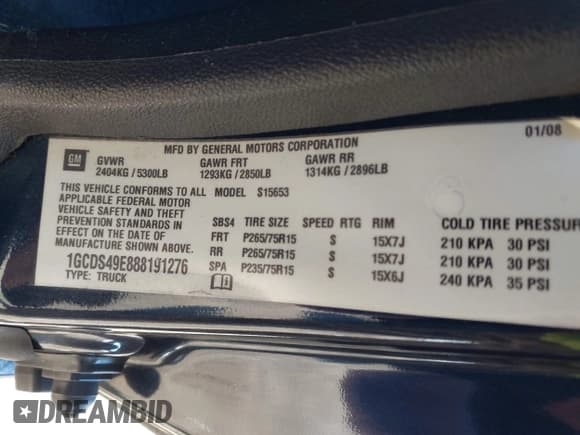 MFD BY GENERAL MOTORS CORPORATION
01/08
GM
GVWR GAWR FRT GAWR RR
2404KG / 5300LB 1293KG / 2850LB 1314KG / 2896LB
THIS VEHICLE CONFORMS TO ALL MODEL S15653
APPLICABLE FEDERAL MOTOR
VEHICLE SAFETY AND THEFT
PREVENTION STANDARDS IN
EFFECT ON THE DATE OF
MANUFACTURE SHOWN ABOVE.
1GCDS49E888191276
TYPE: TRUCK
SBS4 TIRE SIZE SPEED RTG RIM COLD TIRE PRESSUR
FRT P265/75R15 S 15X7J 210 KPA 30 PSI
RR P265/75R15 S 15X7J 210 KPA 30 PSI
SPA P235/75R15 S 15X6J 240 KPA 35 PSI
DREAMBID